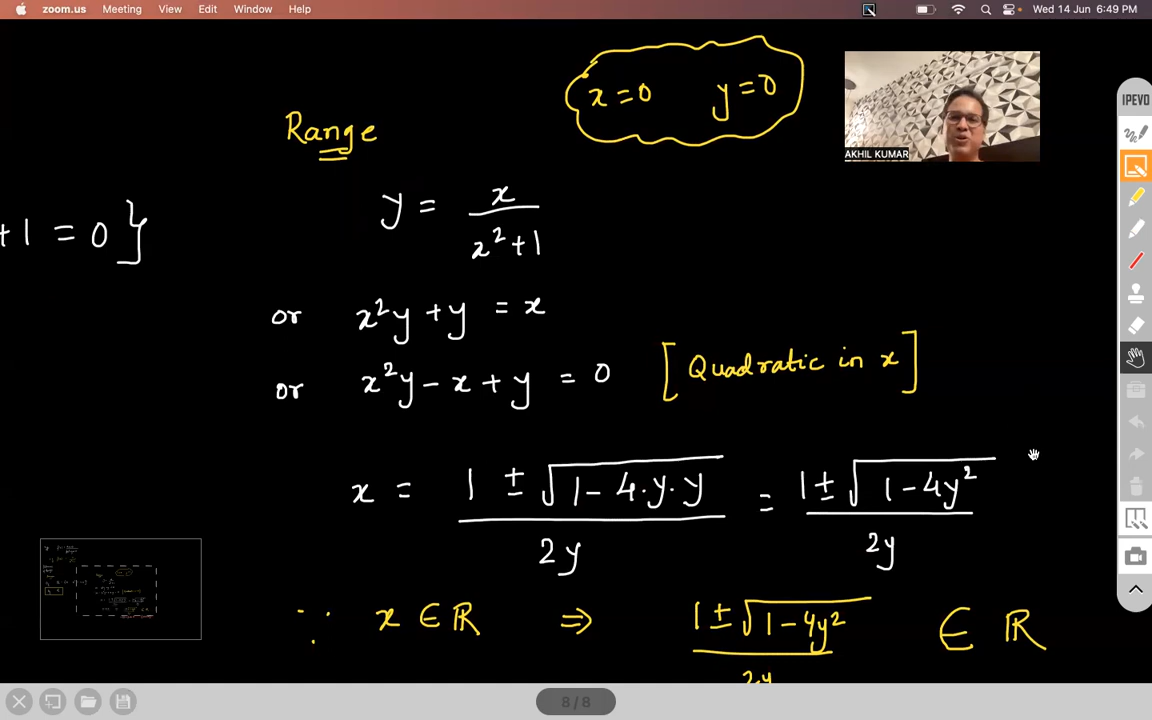 zoom.us Meeting View Edit Window Help Wed 14 Jun 6:49 PM
x = 0 y = 0
Range
AKHIL KUMAR
IPEVO
y = x / x² + 1
+ 1 = 0 }
or x²y + y = x
or x²y - x + y = 0 [Quadratic in x]
x = 1 ± √1 - 4.y.y / 2y = 1 ± √1 - 4y² / 2y
∵ x ∈ ℝ ⇒ 1 ± √1 - 4y² / 2y ∈ ℝ
8 / 8